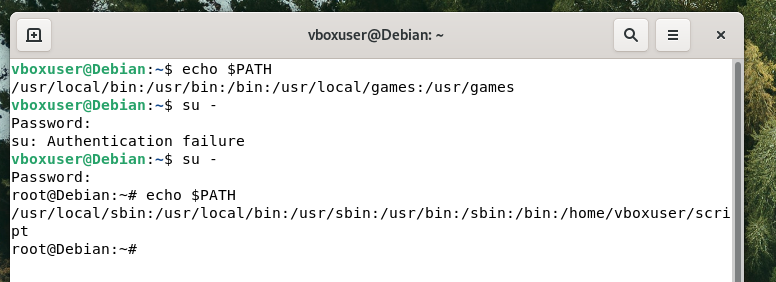 vboxuser@Debian: ~
vboxuser@Debian:~$ echo $PATH
/usr/local/bin:/usr/bin:/bin:/usr/local/games:/usr/games
vboxuser@Debian:~$ su -
Password:
su: Authentication failure
vboxuser@Debian:~$ su -
Password:
root@Debian:~# echo $PATH
/usr/local/sbin:/usr/local/bin:/usr/sbin:/usr/bin:/sbin:/bin:/home/vboxuser/scri
pt
root@Debian:~#